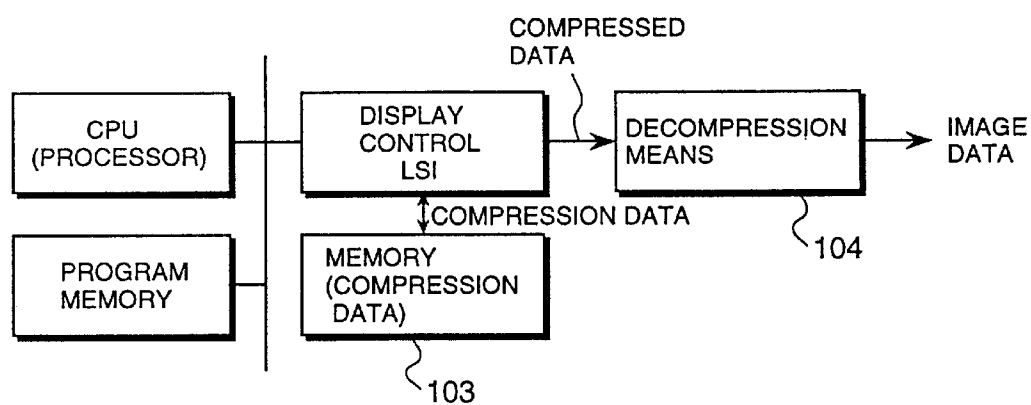 COMPRESSED
DATA
CPU
(PROCESSOR)
DISPLAY
CONTROL
LSI
DECOMPRESSION
MEANS
IMAGE
DATA
COMPRESSION DATA
104
PROGRAM
MEMORY
MEMORY
(COMPRESSION
DATA)
103